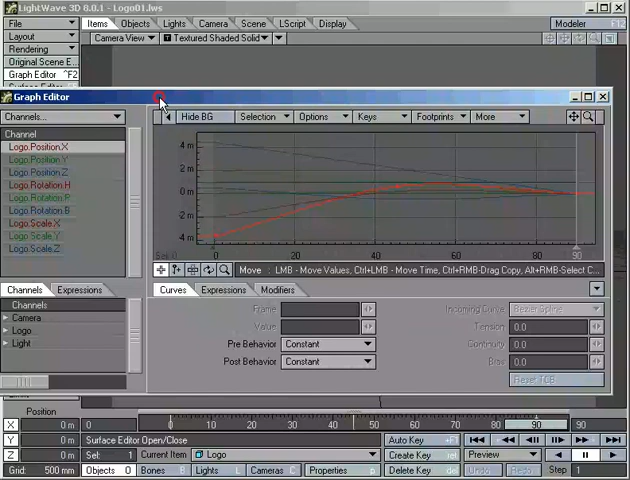 LightWave 3D 8.0.1 - Logo01.lws
File Items Objects Lights Camera Scene LScript Display Modeler F12
Layout Camera View Textured Shaded Solid
Rendering
Original Scene E...
Graph Editor ^F2
Graph Editor
Channels... Hide BG Selection Options Keys Footprints More
Channel
Logo.Position.X
Logo.Position.Y
Logo.Position.Z
Logo.Rotation.H
Logo.Rotation.P
Logo.Rotation.B
Logo.Scale.X
Logo.Scale.Y
Logo.Scale.Z
4 m
2 m
0 m
-2 m
-4 m
0 20 40 60 80 90
Move : LMB - Move Values, Ctrl+LMB - Move Time, Ctrl+RMB-Drag Copy, Alt+RMB-Select C...
Channels Expressions Curves Expressions Modifiers
Channels
Camera
Logo
Light
Frame Incoming Curve Bezier Spline
Value Tension 0.0
Pre Behavior Constant Continuity 0.0
Post Behavior Constant Bias 0.0
Reset TCB
Position
X 0 m 0 0 10 20 30 40 50 60 70 80 90 90
Y 0 m Surface Editor Open/Close Auto Key +F1
Z 0 m Sel: 1 Current Item Logo Create Key ret Preview
Grid: 500 mm Objects O Bones B Lights L Cameras C Properties p Delete Key del Undo Redo Step 1